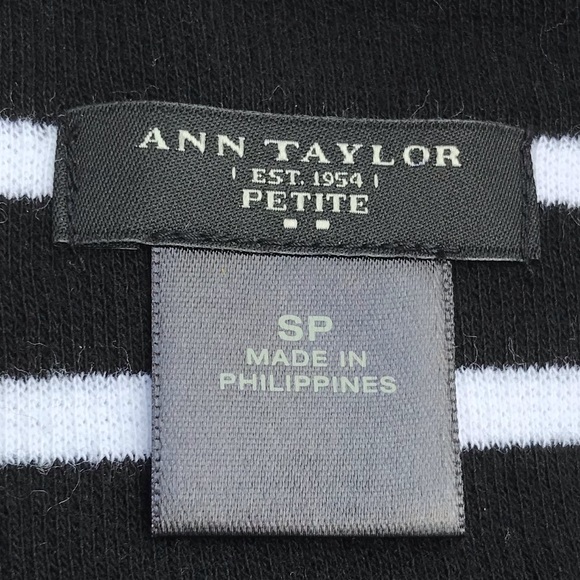 ANN TAYLOR
EST. 1954
PETITE
SP
MADE IN
PHILIPPINES